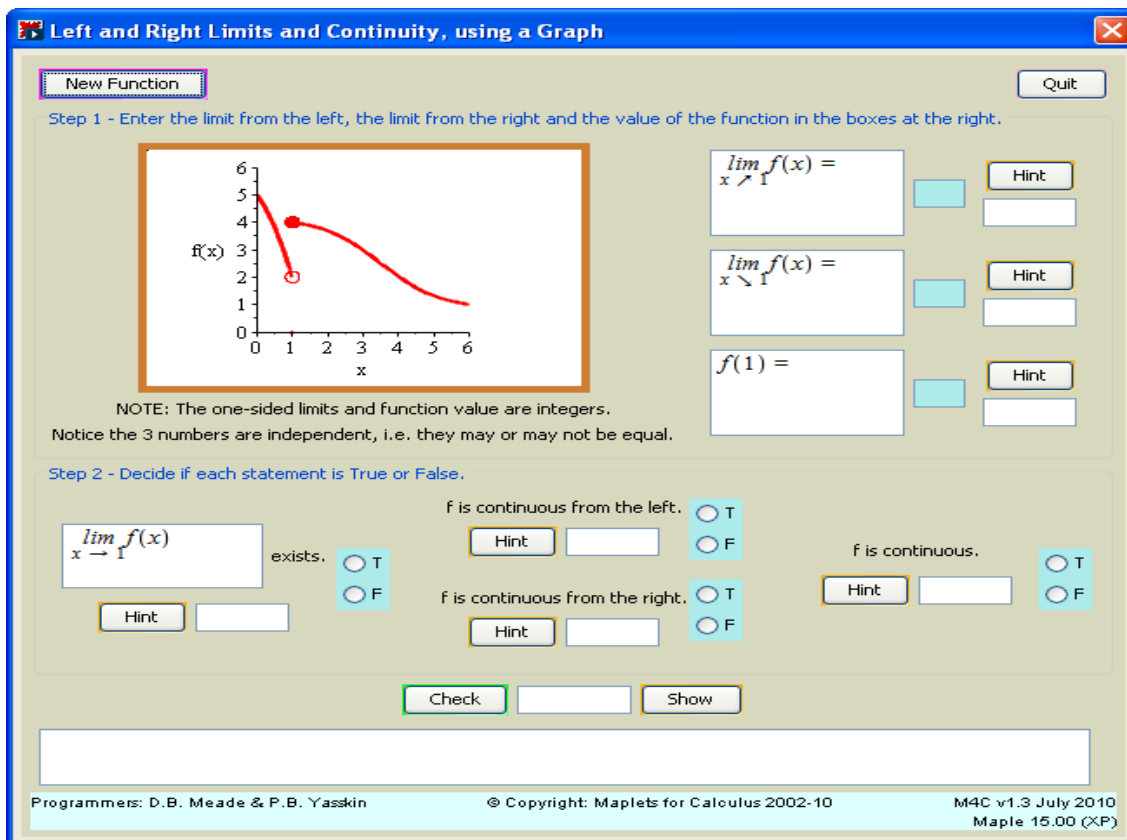 Left and Right Limits and Continuity, using a Graph
New Function
Quit
Step 1 - Enter the limit from the left, the limit from the right and the value of the function in the boxes at the right.
6
5
4
f(x) 3
2
1
0
0 1 2 3 4 5 6
x
NOTE: The one-sided limits and function value are integers.
Notice the 3 numbers are independent, i.e. they may or may not be equal.
lim f(x) =
x ↗ 1
Hint
lim f(x) =
x ↘ 1
Hint
f(1) =
Hint
Step 2 - Decide if each statement is True or False.
lim f(x)
x → 1
exists.
T
F
Hint
f is continuous from the left.
T
F
Hint
f is continuous from the right.
T
F
Hint
f is continuous.
T
F
Hint
Check
Show
Programmers: D.B. Meade & P.B. Yasskin
© Copyright: Maplets for Calculus 2002-10
M4C v1.3 July 2010
Maple 15.00 (XP)